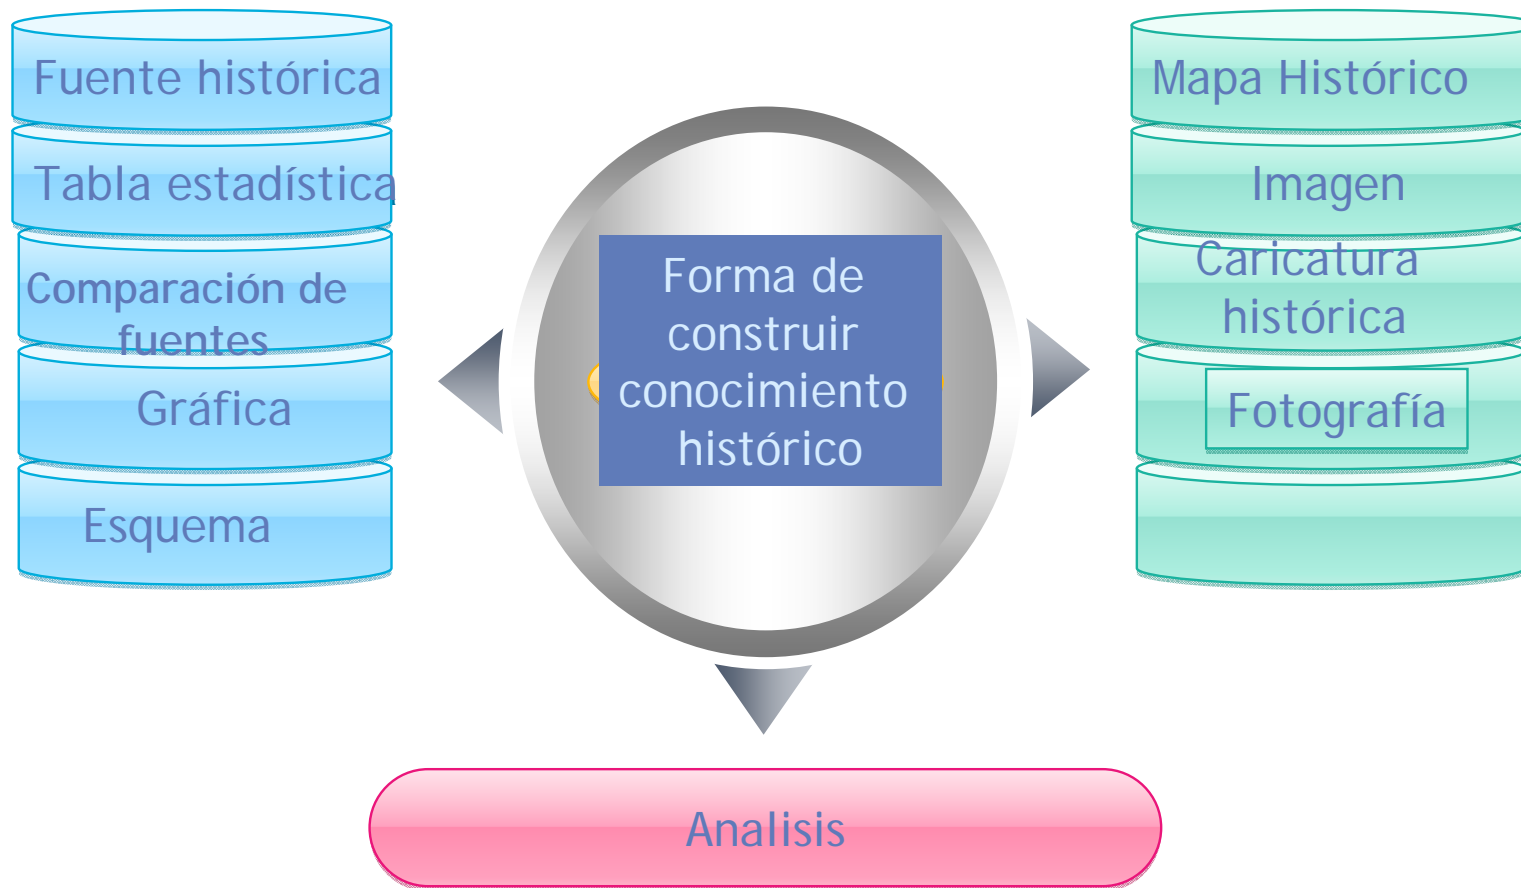 Fuente histórica
Tabla estadística
Comparación de
fuentes
Gráfica
Esquema
Forma de
construir
conocimiento
histórico
Mapa Histórico
Imagen
Caricatura
histórica
Fotografía
Analisis